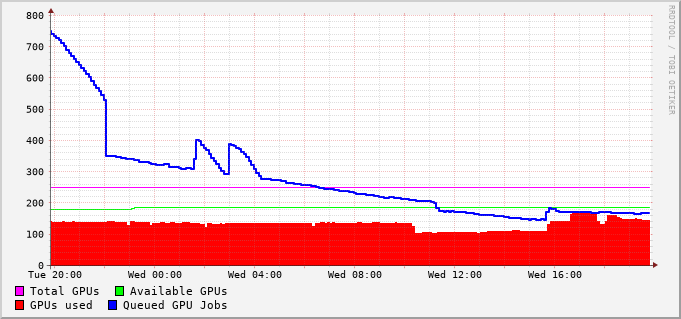 800
700
600
500
400
300
200
100
0
Tue 20:00 Wed 00:00 Wed 04:00 Wed 08:00 Wed 12:00 Wed 16:00
Total GPUs Available GPUs
GPUs used Queued GPU Jobs
RRDTOOL / TOBI OETIKER